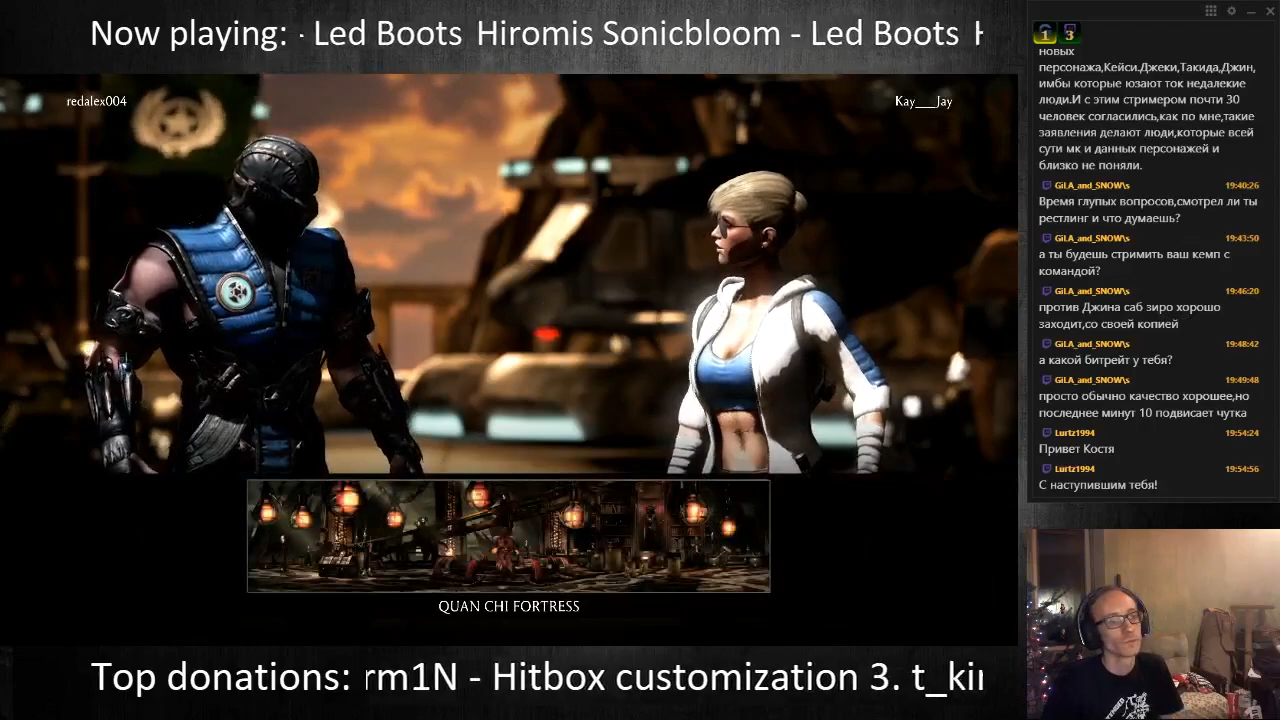 Now playing: · Led Boots Hiromis Sonicbloom - Led Boots
redalex004
Kay___Jay
QUAN CHI FORTRESS
Top donations: rm1N - Hitbox customization 3. t_ki
1 3
новых
персонажа,Кейси.Джеки,Такида,Джин,
имбы которые юзают ток недалекие
люди.И с этим стримером почти 30
человек согласились,как по мне,такие
заявления делают люди,которые всей
сути мк и данных персонажей и
близко не поняли.
GiLA_and_SNOW\s 19:40:26
Время глупых вопросов,смотрел ли ты
рестлинг и что думаешь?
GiLA_and_SNOW\s 19:43:50
а ты будешь стримить ваш кемп с
командой?
GiLA_and_SNOW\s 19:46:20
против Джина саб зиро хорошо
заходит,со своей копией
GiLA_and_SNOW\s 19:48:42
а какой битрейт у тебя?
GiLA_and_SNOW\s 19:49:48
просто обычно качество хорошее,но
последнее минут 10 подвисает чутка
Lurtz1994 19:54:24
Привет Костя
Lurtz1994 19:54:56
С наступившим тебя!